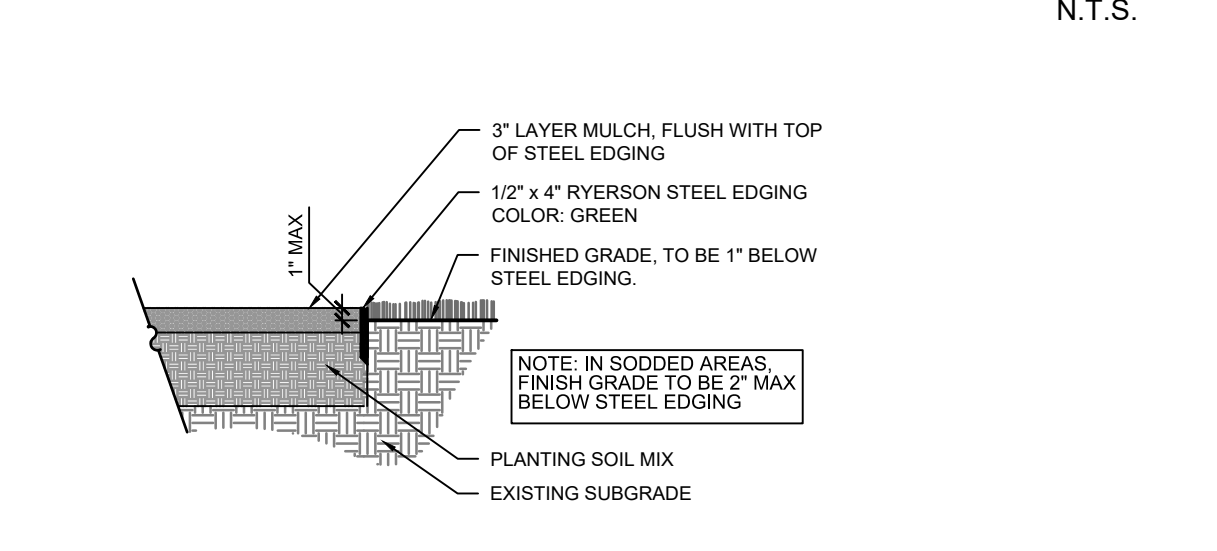 N.T.S.
3" LAYER MULCH, FLUSH WITH TOP
OF STEEL EDGING
1/2" x 4" RYERSON STEEL EDGING
COLOR: GREEN
1" MAX
FINISHED GRADE, TO BE 1" BELOW
STEEL EDGING.
NOTE: IN SODDED AREAS,
FINISH GRADE TO BE 2" MAX
BELOW STEEL EDGING
PLANTING SOIL MIX
EXISTING SUBGRADE